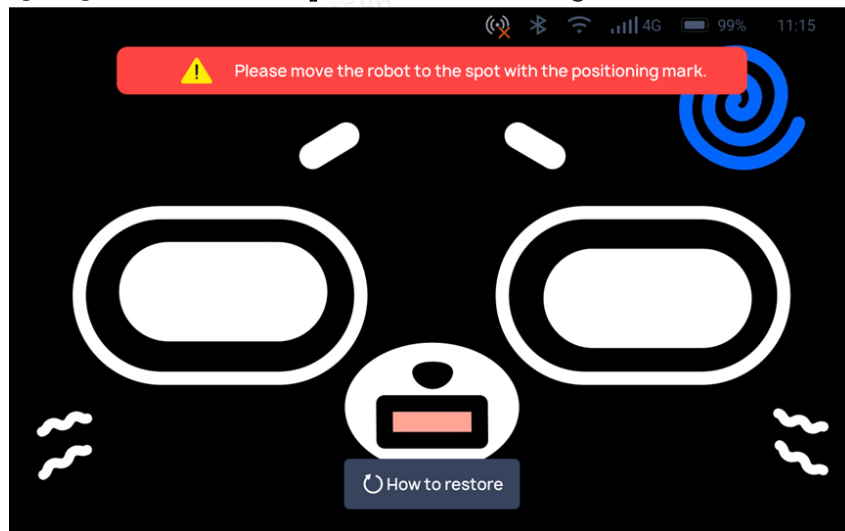 4G 99% 11:15
Please move the robot to the spot with the positioning mark.
How to restore